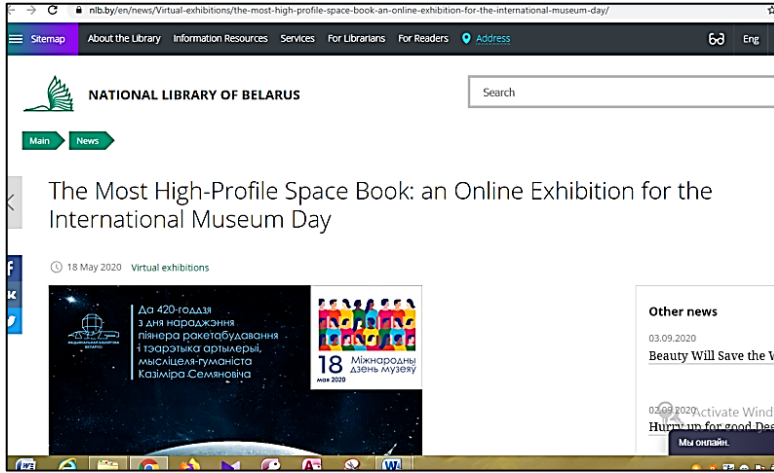 nlb.by/en/news/Virtual-exhibitions/the-most-high-profile-space-book-an-online-exhibition-for-the-international-museum-day/
Sitemap About the Library Information Resources Services For Librarians For Readers Address Eng
NATIONAL LIBRARY OF BELARUS
Search
Main News
The Most High-Profile Space Book: an Online Exhibition for the
International Museum Day
18 May 2020 Virtual exhibitions
Да 420-годдзя
з дня нараджэння
піянера ракетабудавання
і тэарэтыка артылерыі,
мысліцеля-гуманіста
Казіміра Семяновіча
18 Міжнародны
дзень музеяў
мая 2020
Other news
03.09.2020
Beauty Will Save the W
02.09.2020
Activate Wind
Hurry up for good Dee
Мы онлайн.